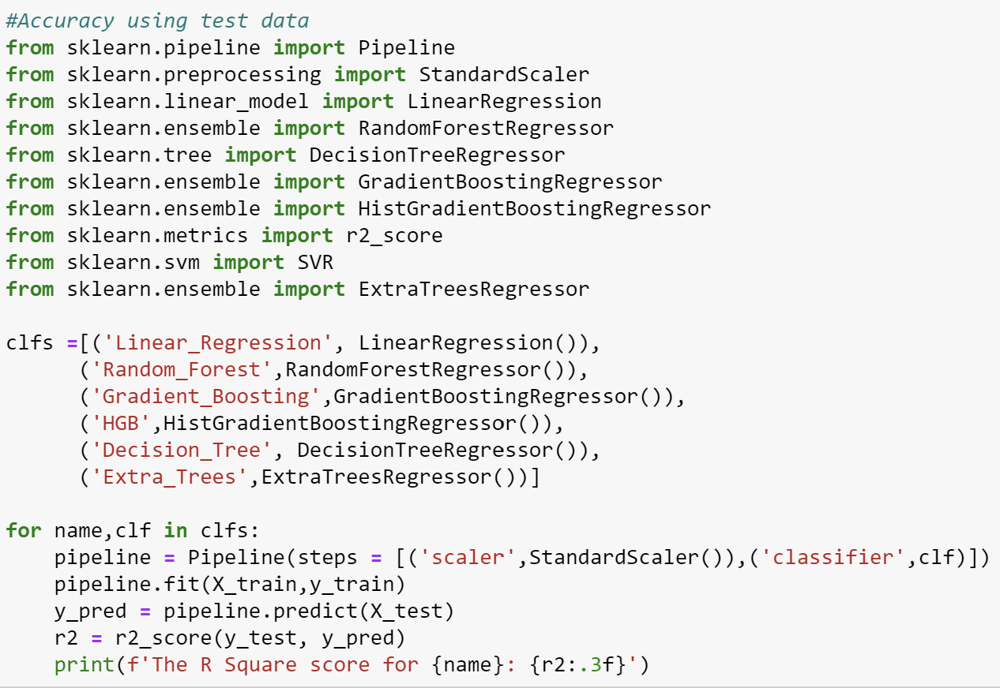 #Accuracy using test data
from sklearn.pipeline import Pipeline
from sklearn.preprocessing import StandardScaler
from sklearn.linear_model import LinearRegression
from sklearn.ensemble import RandomForestRegressor
from sklearn.tree import DecisionTreeRegressor
from sklearn.ensemble import GradientBoostingRegressor
from sklearn.ensemble import HistGradientBoostingRegressor
from sklearn.metrics import r2_score
from sklearn.svm import SVR
from sklearn.ensemble import ExtraTreesRegressor

clfs =[('Linear_Regression', LinearRegression()),
      ('Random_Forest',RandomForestRegressor()),
      ('Gradient_Boosting',GradientBoostingRegressor()),
      ('HGB',HistGradientBoostingRegressor()),
      ('Decision_Tree', DecisionTreeRegressor()),
      ('Extra_Trees',ExtraTreesRegressor())]

for name,clf in clfs:
    pipeline = Pipeline(steps = [('scaler',StandardScaler()),('classifier',clf)])
    pipeline.fit(X_train,y_train)
    y_pred = pipeline.predict(X_test)
    r2 = r2_score(y_test, y_pred)
    print(f'The R Square score for {name}: {r2:.3f}')